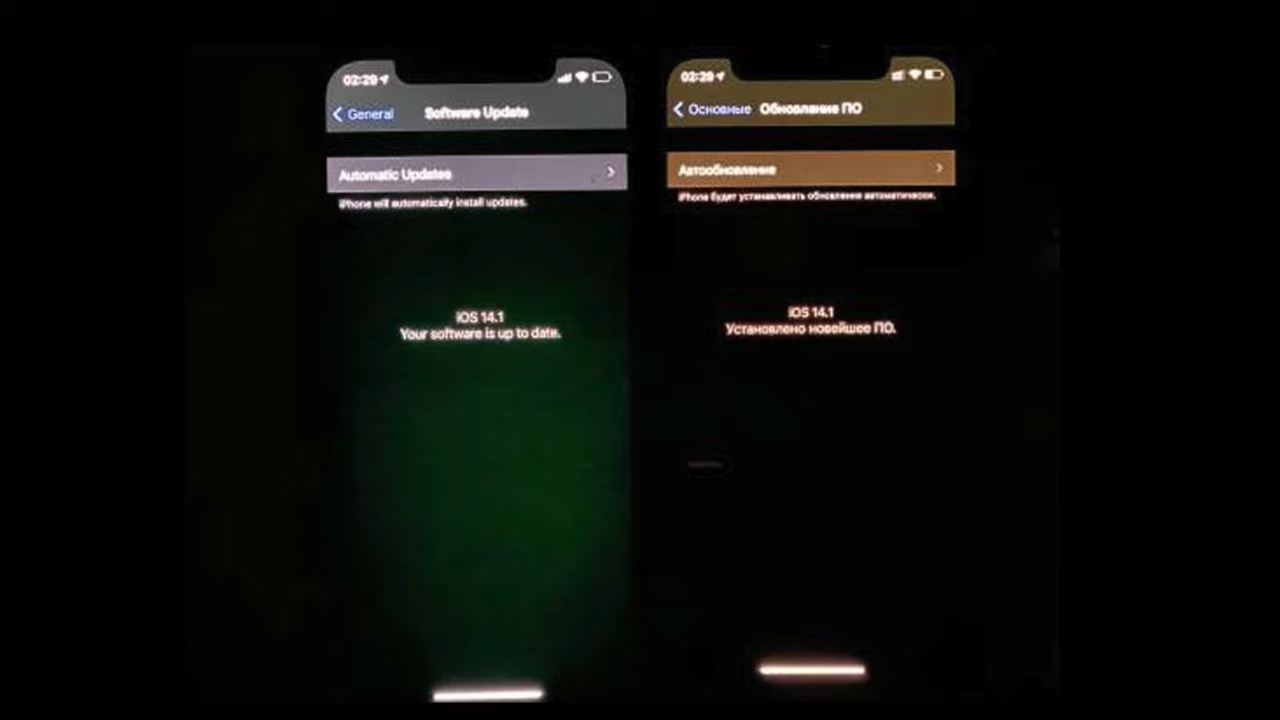 02:29
General
Software Update
Automatic Updates
iPhone will automatically install updates.
iOS 14.1
Your software is up to date.
02:29
Основные
Обновление ПО
Автообновление
iPhone будет устанавливать обновления автоматически.
iOS 14.1
Установлено новейшее ПО.